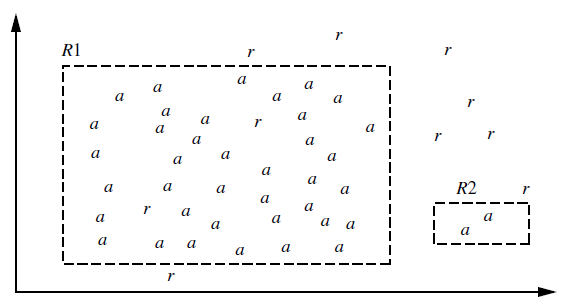 r
R1 r r
a a a
a a a r
a a
a a a r a
a a r r
a a a a
a a
a a a a R2 r
a
r a a
a a a a a a
a
a a a a a a
r